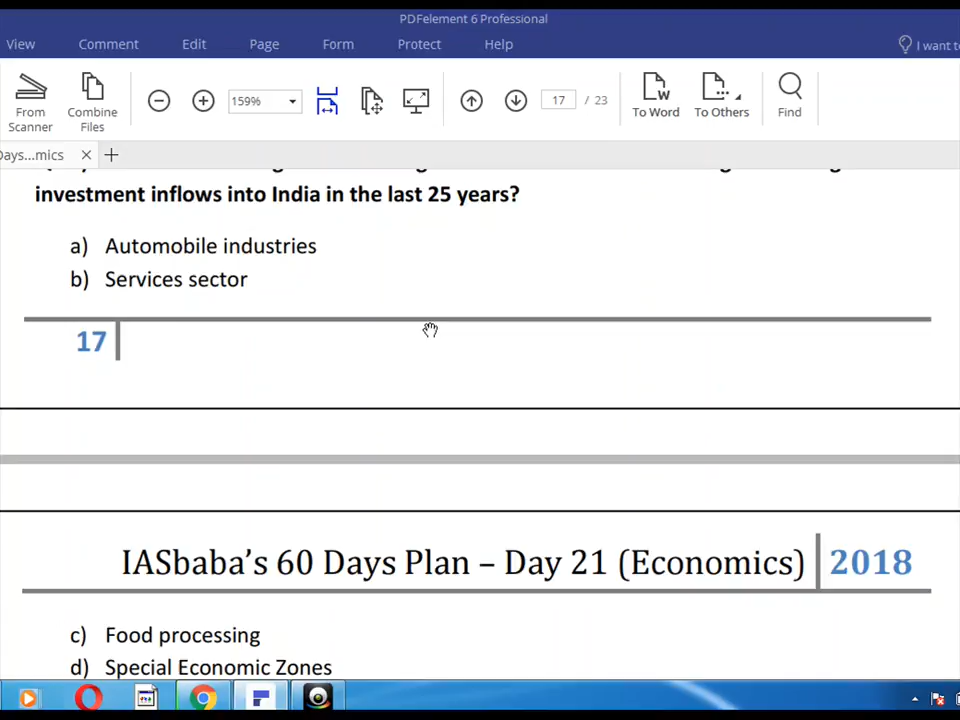 PDFelement 6 Professional
View Comment Edit Page Form Protect Help I want to
From Scanner
Combine Files
159%
17 / 23
To Word
To Others
Find
Days...mics
investment inflows into India in the last 25 years?
a) Automobile industries
b) Services sector
17
IASbaba's 60 Days Plan – Day 21 (Economics) 2018
c) Food processing
d) Special Economic Zones